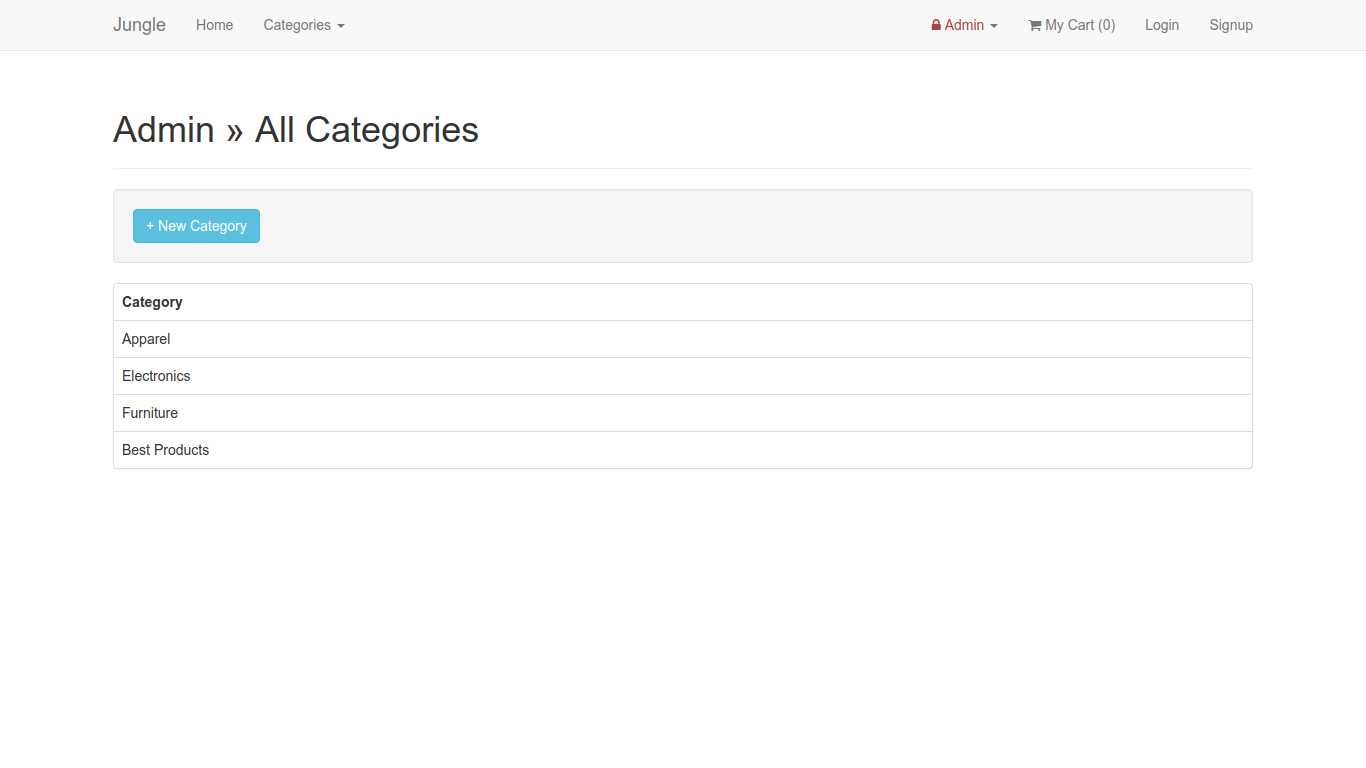 Jungle Home Categories Admin My Cart (0) Login Signup
Admin » All Categories
+ New Category
Category
Apparel
Electronics
Furniture
Best Products